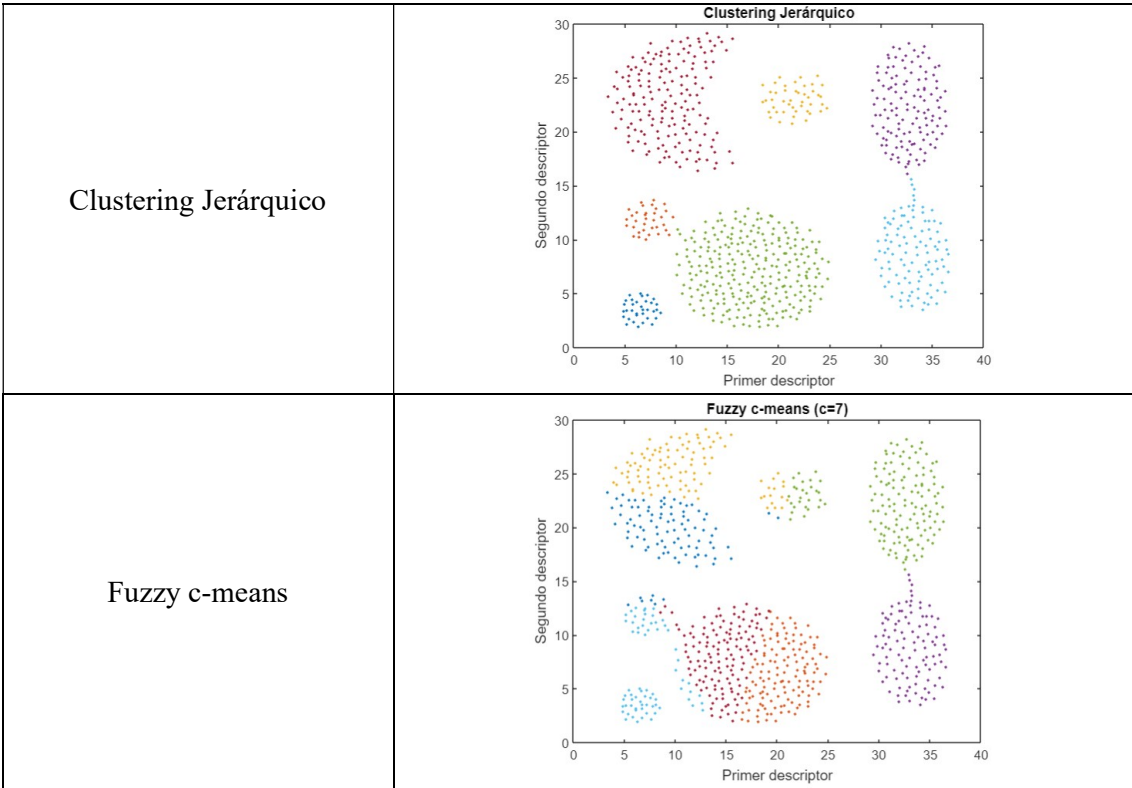 Clustering Jerárquico
Clustering Jerárquico
30
25
20
15
10
5
0
Segundo descriptor
0 5 10 15 20 25 30 35 40
Primer descriptor
Fuzzy c-means
Fuzzy c-means (c=7)
30
25
20
15
10
5
0
Segundo descriptor
0 5 10 15 20 25 30 35 40
Primer descriptor